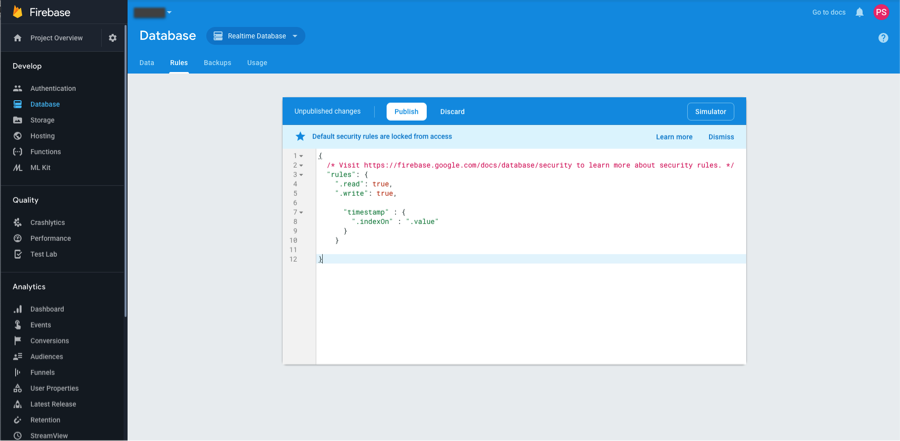 Firebase
Go to docs
PS
Project Overview
Database
Realtime Database
?
Data
Rules
Backups
Usage
Develop
Authentication
Database
Storage
Hosting
Functions
ML Kit
Quality
Crashlytics
Performance
Test Lab
Analytics
Dashboard
Events
Conversions
Audiences
Funnels
User Properties
Latest Release
Retention
StreamView
Unpublished changes
Publish
Discard
Simulator
Default security rules are locked from access
Learn more
Dismiss
1 {
2 /* Visit https://firebase.google.com/docs/database/security to learn more about security rules. */
3 "rules": {
4 ".read": true,
5 ".write": true,
6
7 "timestamp" : {
8 ".indexOn" : ".value"
9 }
10 }
11
12 }